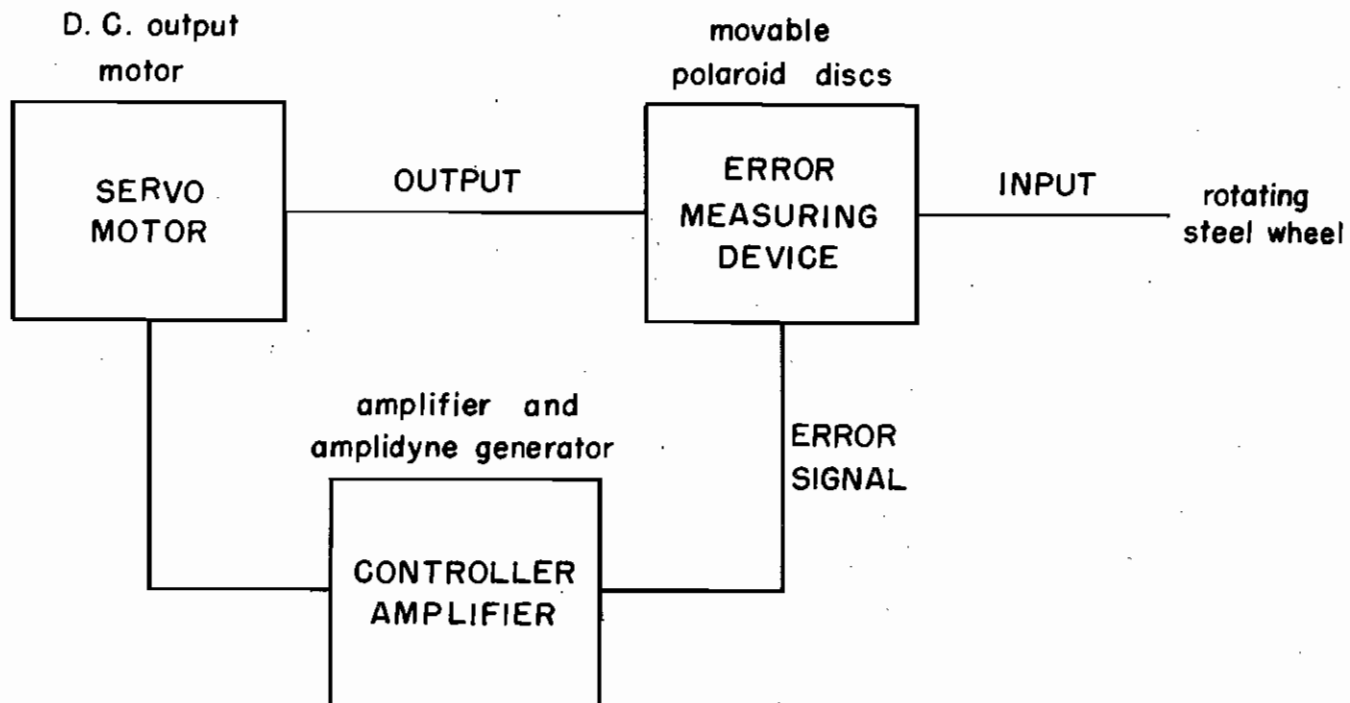 D. C. output
motor
SERVO
MOTOR
OUTPUT
movable
polaroid discs
ERROR
MEASURING
DEVICE
INPUT
rotating
steel wheel
amplifier and
amplidyne generator
CONTROLLER
AMPLIFIER
ERROR
SIGNAL